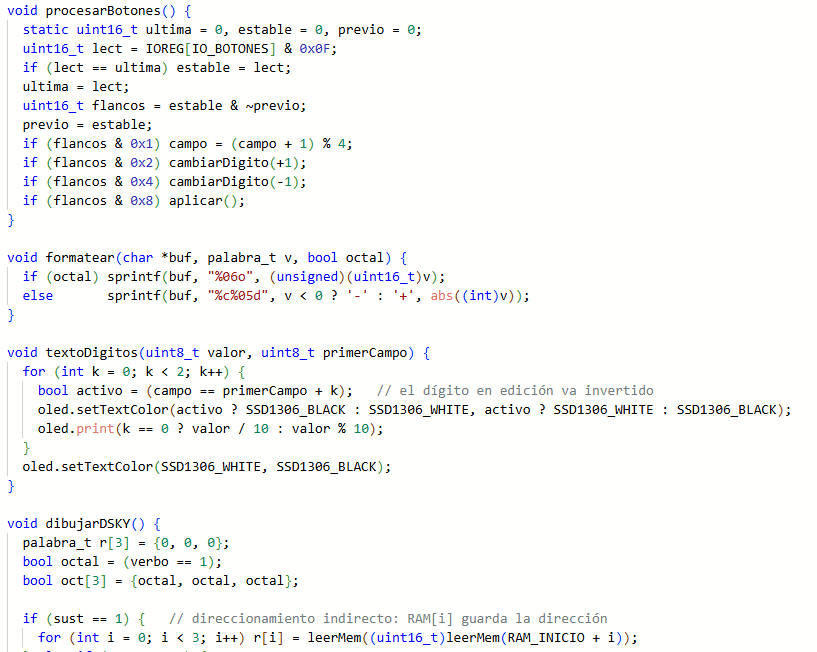 void procesarBotones() {
  static uint16_t ultima = 0, estable = 0, previo = 0;
  uint16_t lect = IOREG[IO_BOTONES] & 0x0F;
  if (lect == ultima) estable = lect;
  ultima = lect;
  uint16_t flancos = estable & ~previo;
  previo = estable;
  if (flancos & 0x1) campo = (campo + 1) % 4;
  if (flancos & 0x2) cambiarDigito(+1);
  if (flancos & 0x4) cambiarDigito(-1);
  if (flancos & 0x8) aplicar();
}

void formatear(char *buf, palabra_t v, bool octal) {
  if (octal) sprintf(buf, "%06o", (unsigned)(uint16_t)v);
  else       sprintf(buf, "%c%05d", v < 0 ? '-' : '+', abs((int)v));
}

void textoDigitos(uint8_t valor, uint8_t primerCampo) {
  for (int k = 0; k < 2; k++) {
    bool activo = (campo == primerCampo + k);   // el dígito en edición va invertido
    oled.setTextColor(activo ? SSD1306_BLACK : SSD1306_WHITE, activo ? SSD1306_WHITE : SSD1306_BLACK);
    oled.print(k == 0 ? valor / 10 : valor % 10);
  }
  oled.setTextColor(SSD1306_WHITE, SSD1306_BLACK);
}

void dibujarDSKY() {
  palabra_t r[3] = {0, 0, 0};
  bool octal = (verbo == 1);
  bool oct[3] = {octal, octal, octal};

  if (sust == 1) {   // direccionamiento indirecto: RAM[i] guarda la dirección
    for (int i = 0; i < 3; i++) r[i] = leerMem((uint16_t)leerMem(RAM_INICIO + i));